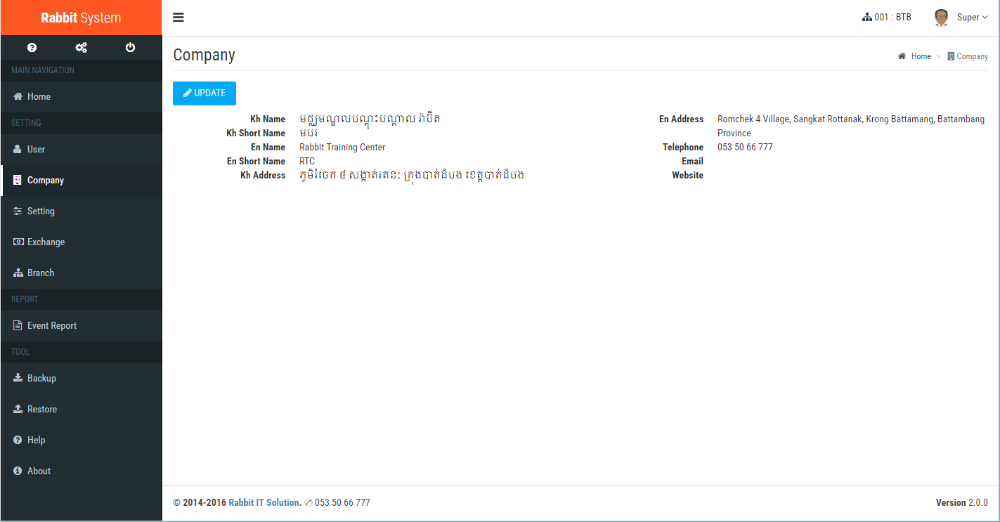 Rabbit System
001 : BTB
Super
MAIN NAVIGATION
Home
SETTING
User
Company
Setting
Exchange
Branch
REPORT
Event Report
TOOL
Backup
Restore
Help
About
Company
Home > Company
UPDATE
Kh Name មជ្ឈមណ្ឌលបណ្តុះបណ្តាល រ៉ាប៊ីត
Kh Short Name មបរ
En Name Rabbit Training Center
En Short Name RTC
Kh Address ភូមិរំចេក ៤ សង្កាត់រតនៈ ក្រុងបាត់ដំបង ខេត្តបាត់ដំបង
En Address Romchek 4 Village, Sangkat Rottanak, Krong Battamang, Battambang
Province
Telephone 053 50 66 777
Email
Website
© 2014-2016 Rabbit IT Solution. ✆ 053 50 66 777
Version 2.0.0